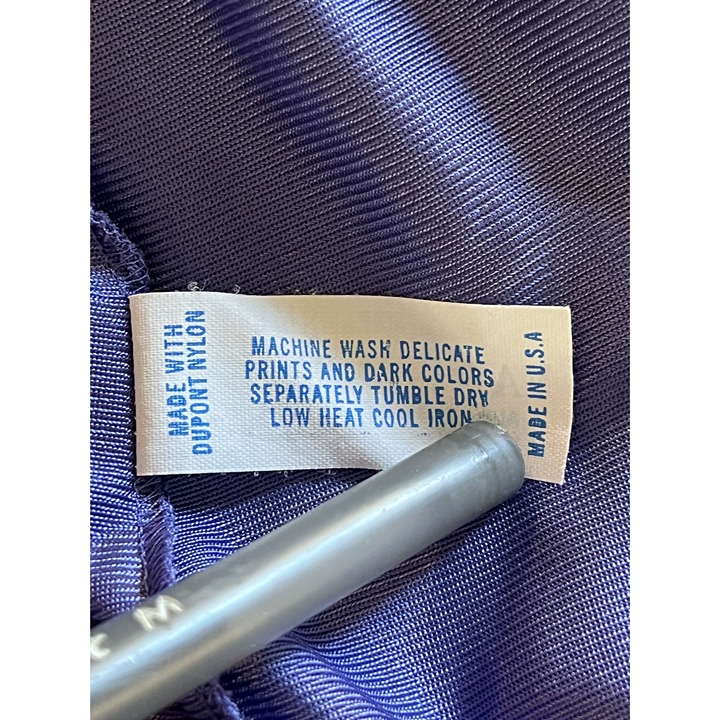 MADE WITH
DUPONT NYLON
MACHINE WASH DELICATE
PRINTS AND DARK COLORS
SEPARATELY TUMBLE DRY
LOW HEAT COOL IRON
MADE IN U.S.A
M